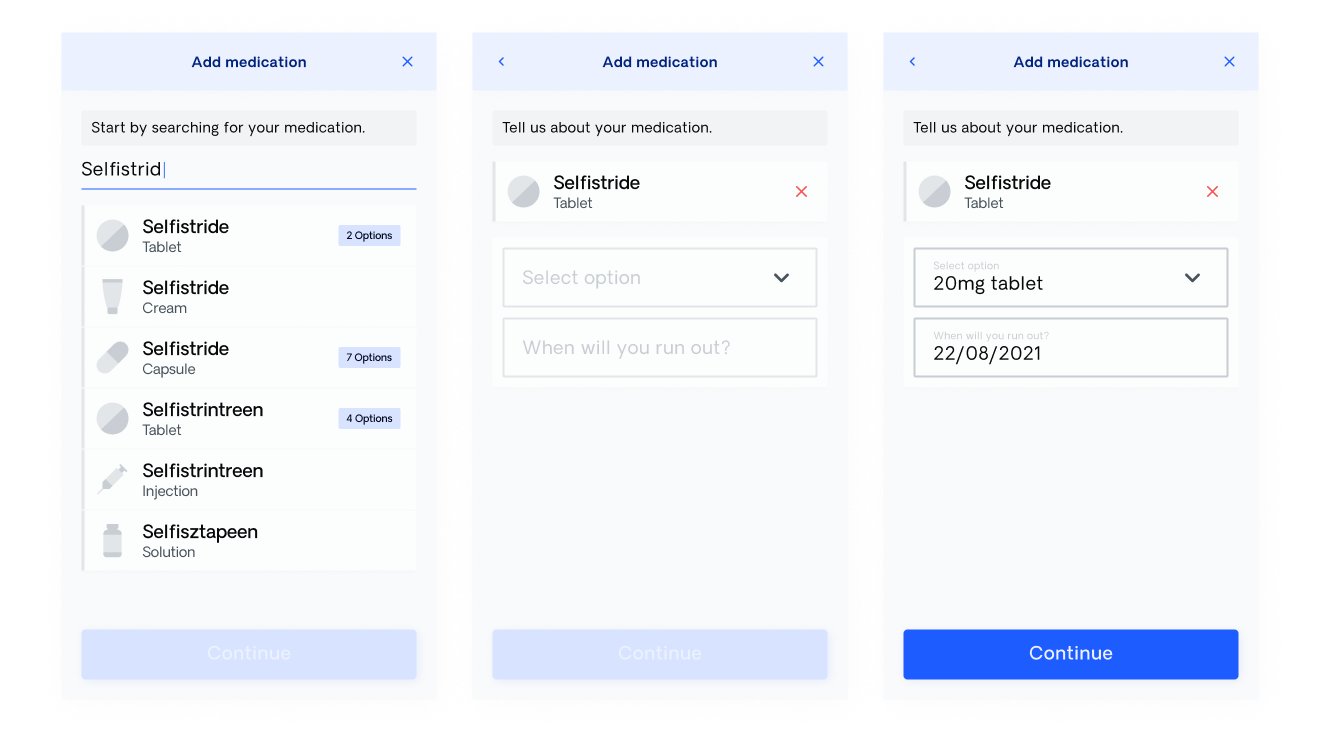 Add medication
Start by searching for your medication.
Selfistrid
Selfistride
Tablet
2 Options
Selfistride
Cream
Selfistride
Capsule
7 Options
Selfistrintreen
Tablet
4 Options
Selfistrintreen
Injection
Selfisztapeen
Solution
Continue
Add medication
Tell us about your medication.
Selfistride
Tablet
Select option
When will you run out?
Continue
Add medication
Tell us about your medication.
Selfistride
Tablet
Select option
20mg tablet
When will you run out?
22/08/2021
Continue